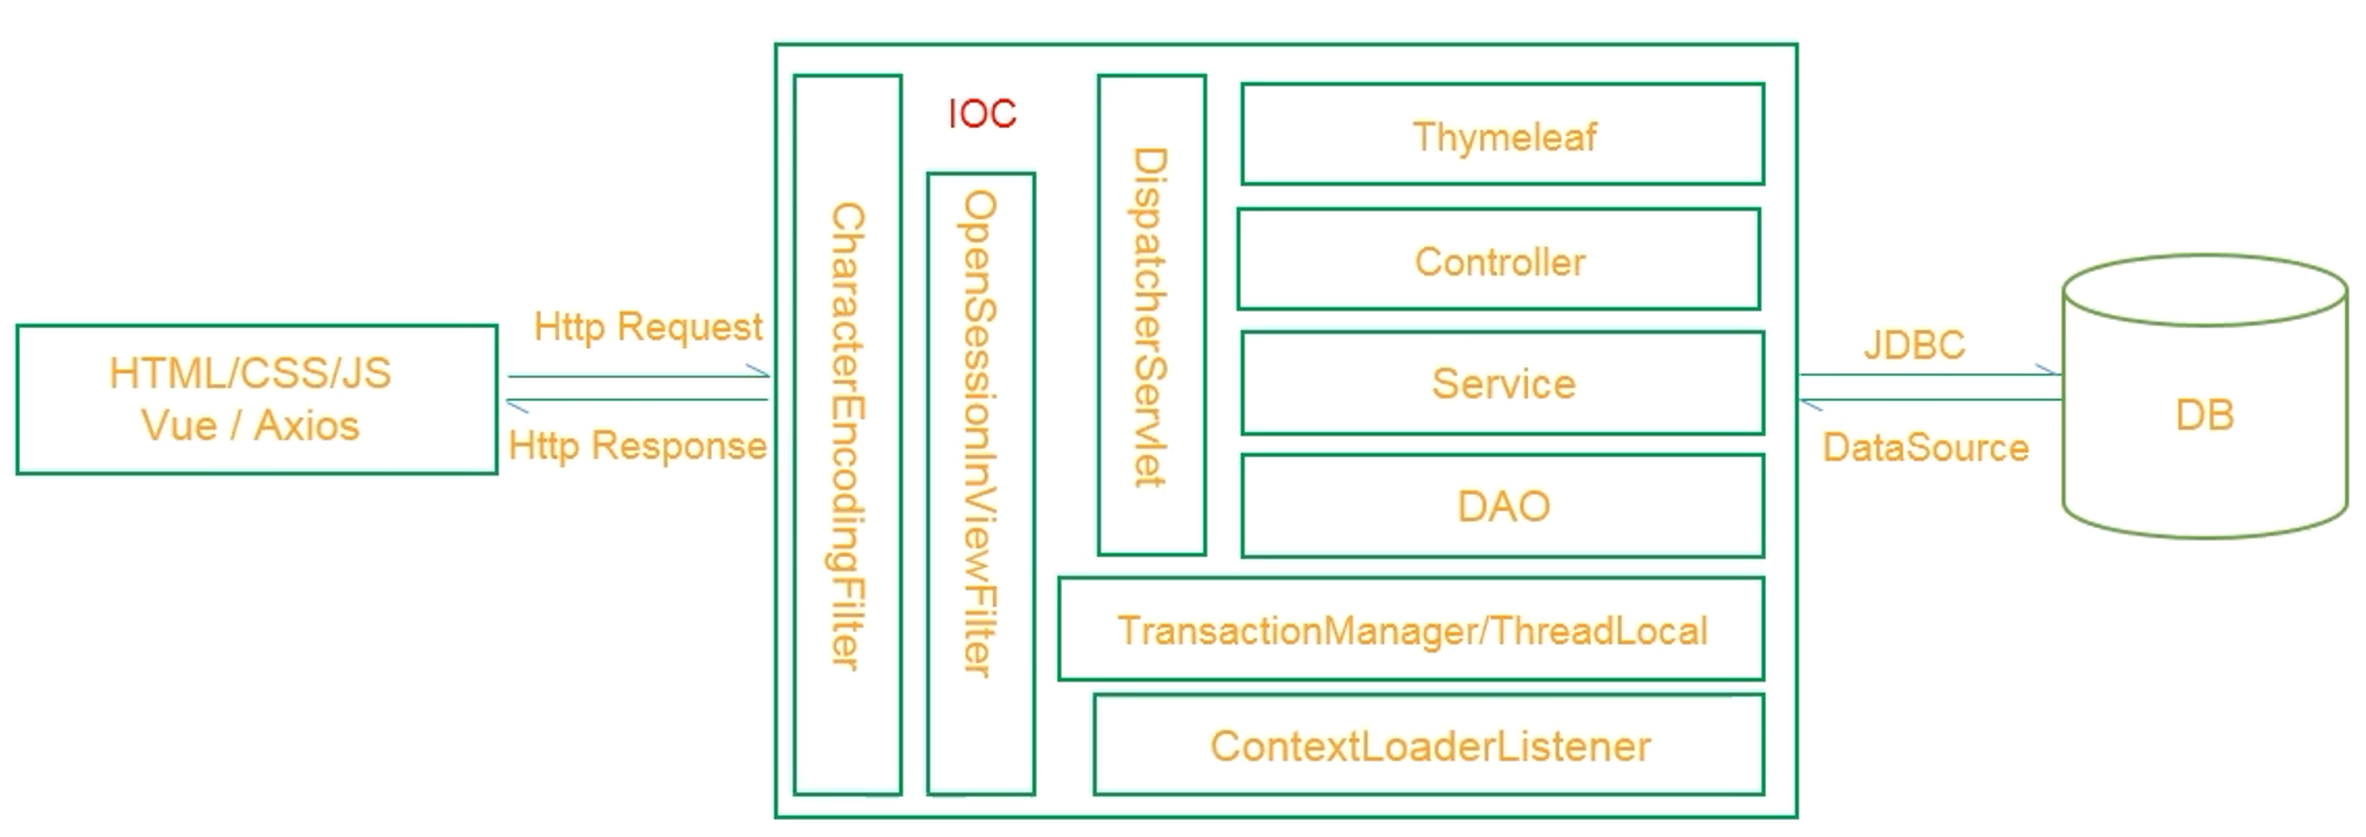 HTML/CSS/JS
Vue / Axios
Http Request
Http Response
CharacterEncodingFilter
IOC
OpenSessionInViewFilter
DispatcherServlet
Thymeleaf
Controller
Service
DAO
TransactionManager/ThreadLocal
ContextLoaderListener
JDBC
DataSource
DB